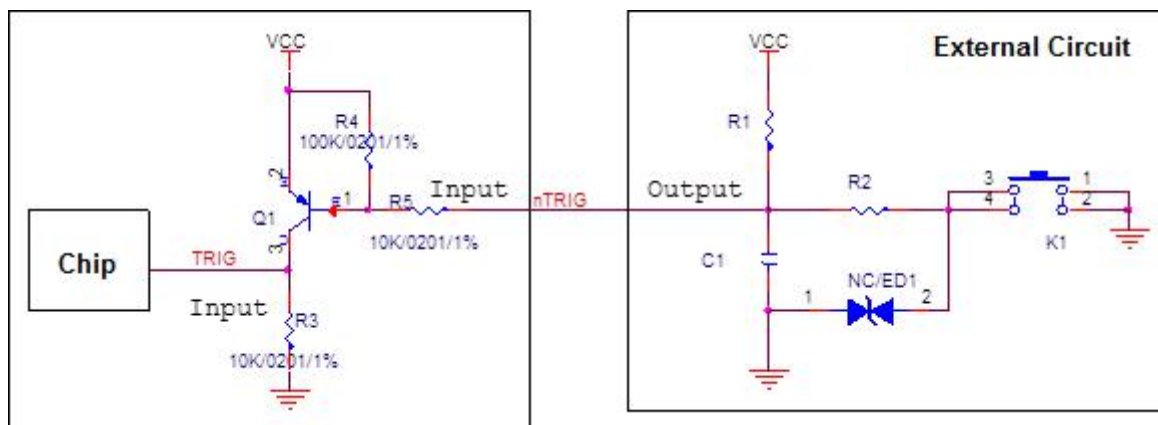 VCC
R4
100K/0201/1%
2
1
Input
nTRIG
R5
Q1
10K/0201/1%
3
Chip
TRIG
Input
R3
10K/0201/1%
External Circuit
VCC
R1
Output
R2
3
1
4
2
K1
C1
NC/ED1
1
2